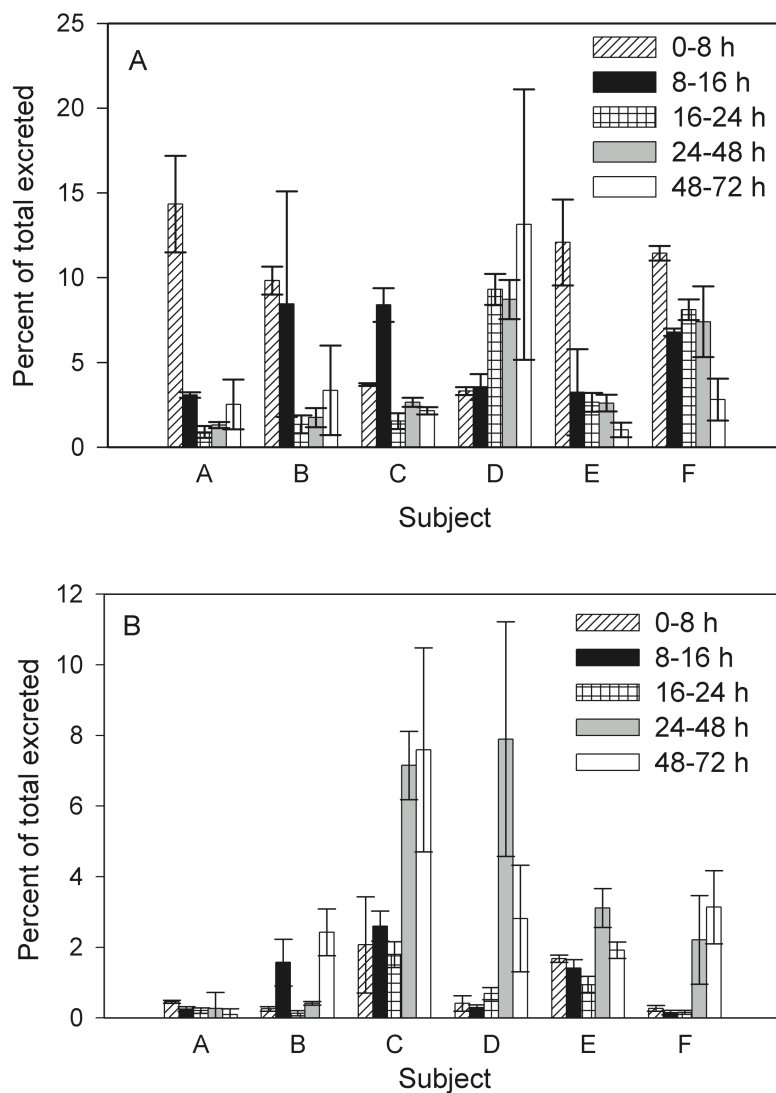 25
20
15
10
5
0
Percent of total excreted
A
0-8 h
8-16 h
16-24 h
24-48 h
48-72 h
A B C D E F
Subject
12
10
8
6
4
2
0
Percent of total excreted
B
0-8 h
8-16 h
16-24 h
24-48 h
48-72 h
A B C D E F
Subject